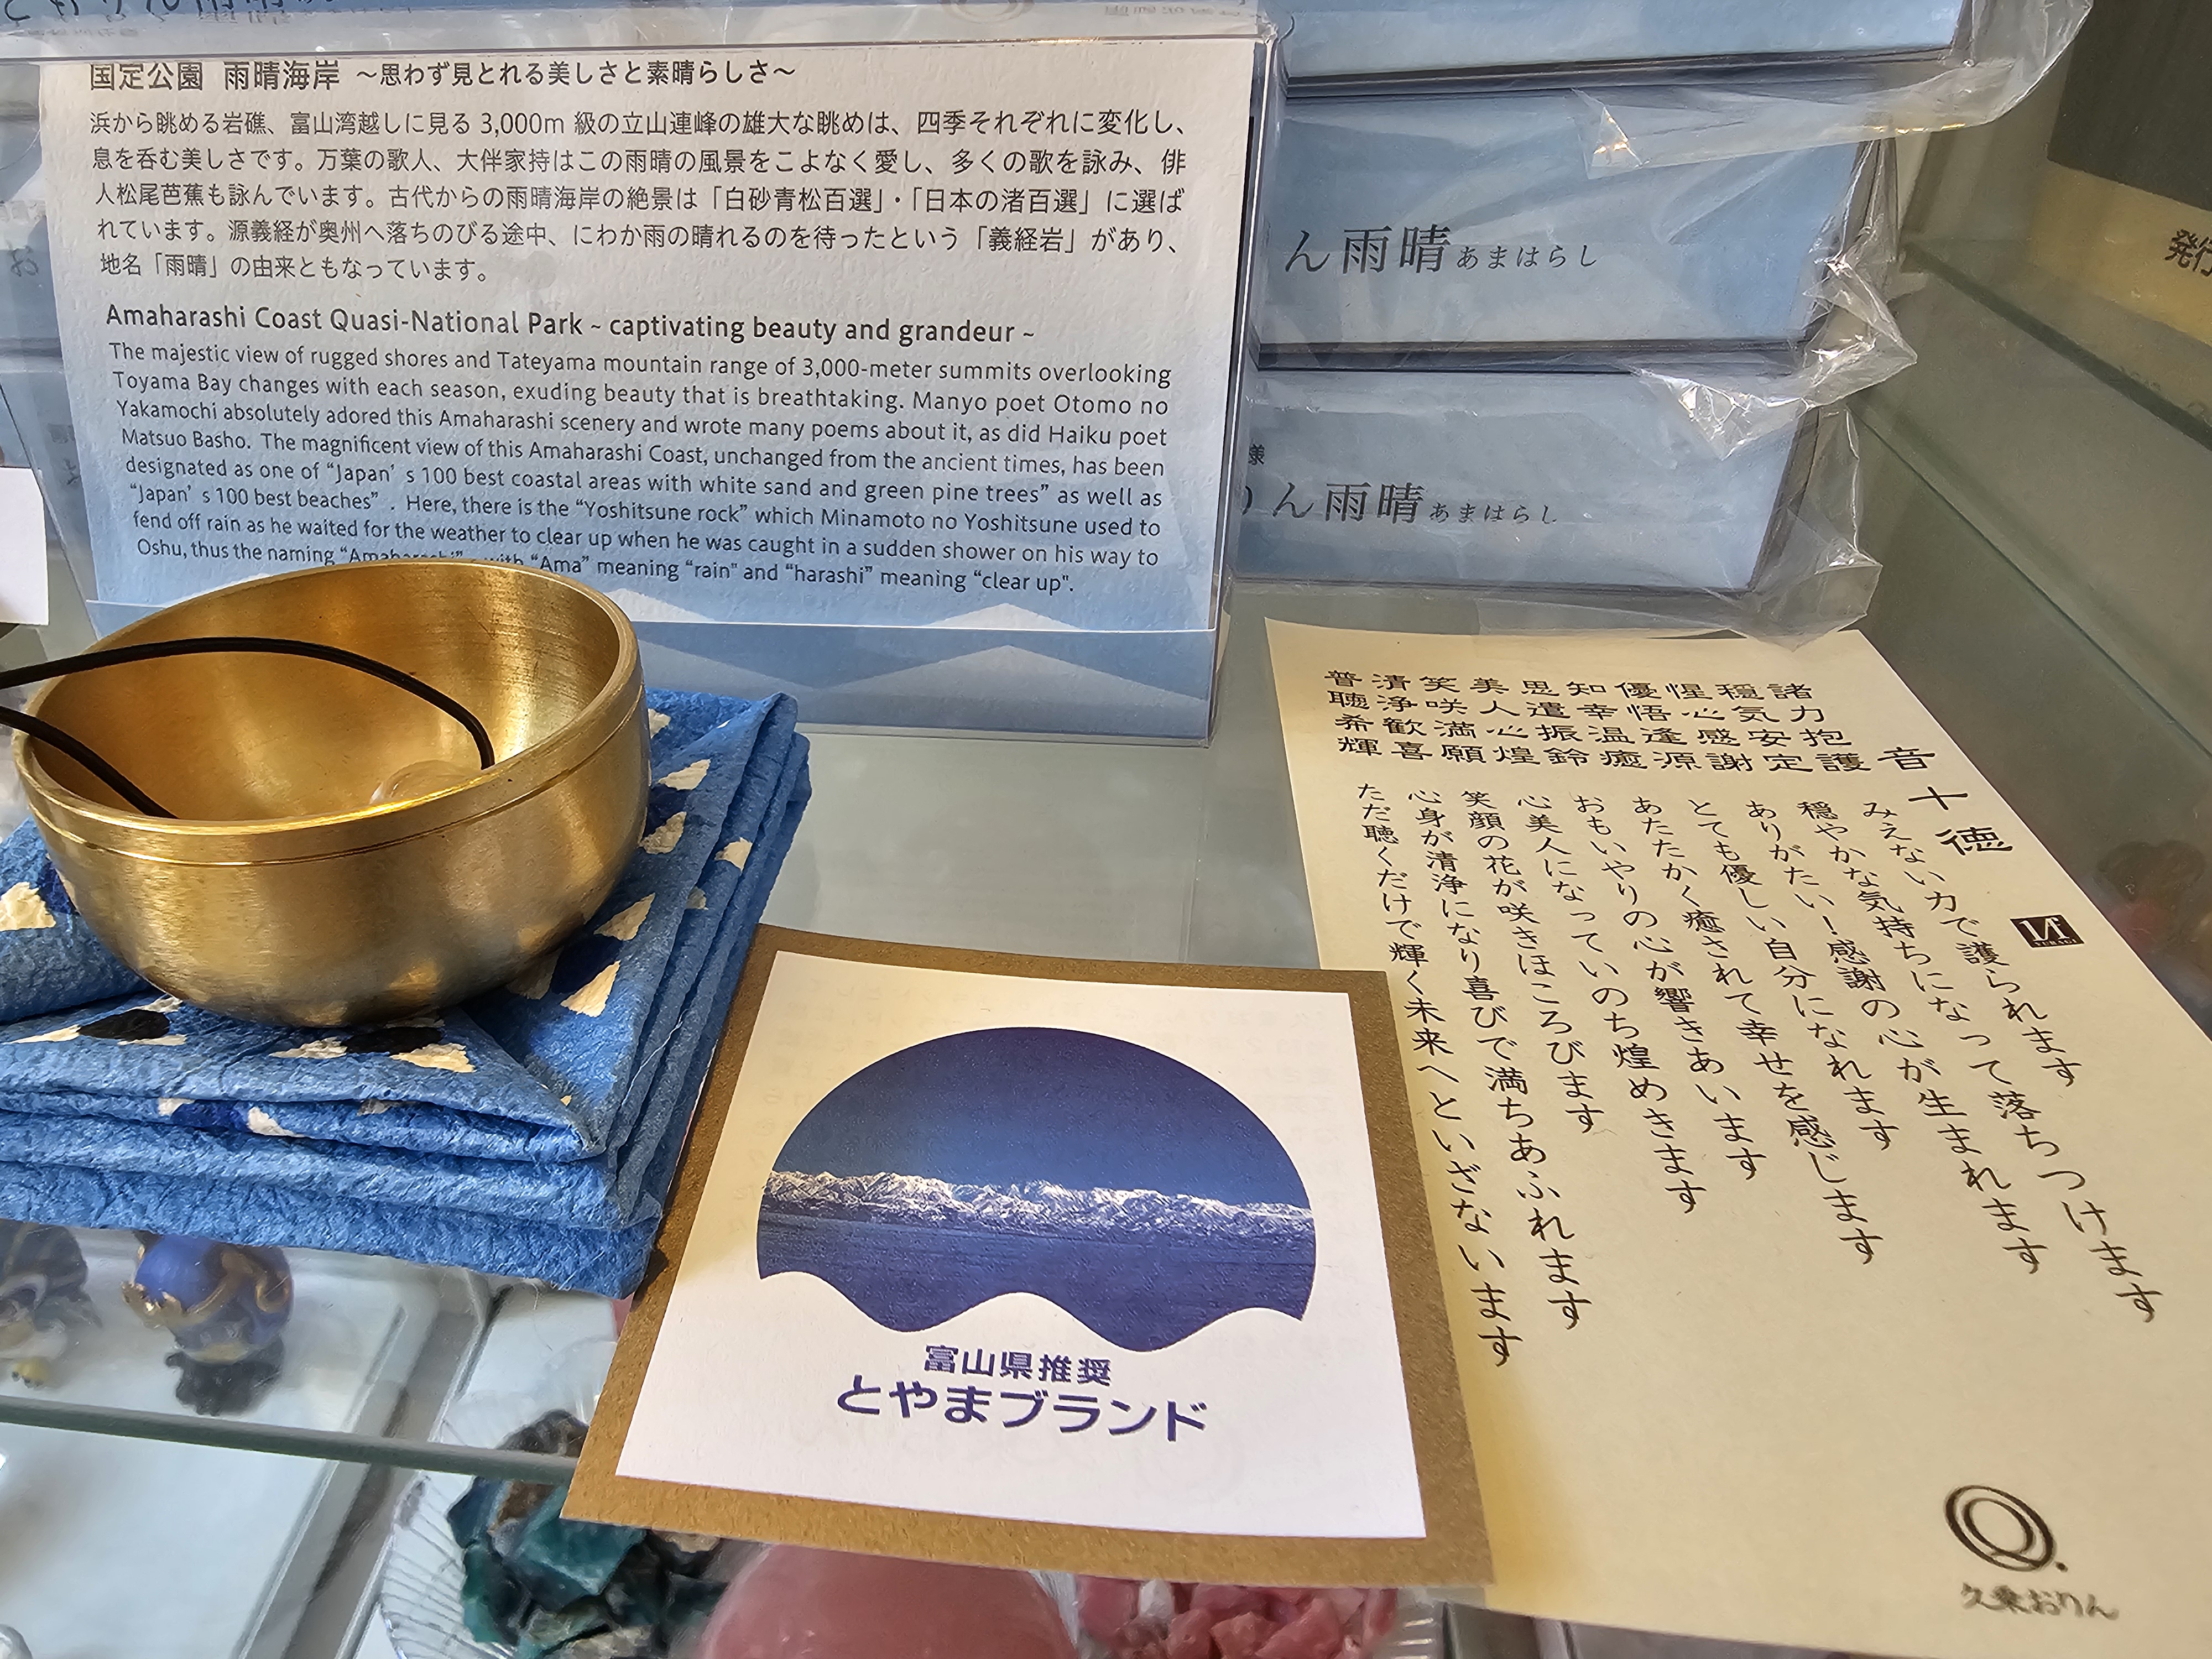 国定公園 雨晴海岸 ～思わず見とれる美しさと素晴らしさ～
浜から眺める岩礁、富山湾越しに見る 3,000m 級の立山連峰の雄大な眺めは、四季それぞれに変化し、
息を呑む美しさです。万葉の歌人、大伴家持はこの雨晴の風景をこよなく愛し、多くの歌を詠み、俳
人松尾芭蕉も詠んでいます。古代からの雨晴海岸の絶景は「白砂青松百選」・「日本の渚百選」に選ば
れています。源義経が奥州へ落ちのびる途中、にわか雨の晴れるのを待ったという「義経岩」があり、
地名「雨晴」の由来ともなっています。
Amaharashi Coast Quasi-National Park ~ captivating beauty and grandeur ~
The majestic view of rugged shores and Tateyama mountain range of 3,000-meter summits overlooking
Toyama Bay changes with each season, exuding beauty that is breathtaking. Manyo poet Otomo no
Yakamochi absolutely adored this Amaharashi scenery and wrote many poems about it, as did Haiku poet
Matsuo Basho. The magnificent view of this Amaharashi Coast, unchanged from the ancient times, has been
designated as one of “Japan’s 100 best coastal areas with white sand and green pine trees” as well as
“Japan’s 100 best beaches”. Here, there is the “Yoshitsune rock” which Minamoto no Yoshitsune used to
fend off rain as he waited for the weather to clear up when he was caught in a sudden shower on his way to
Oshu, thus the naming “Amaharashi” with “Ama” meaning “rain" and “harashi” meaning “clear up".
ん雨晴 あまはらし
様
りん雨晴 あまはらし
発行
音十徳
諸力抱護
穏気安定
惺心感謝
優悟逢源
知幸温癒
思遣振鈴
美人心煌
笑咲満願
清浄歓喜
普聴希輝
みえない力で護られます
穏やかな気持ちになって落ちつけます
ありがたい！感謝の心が生まれます
とても優しい自分になれます
あたたかく癒されて幸せを感じます
おもいやりの心が響きあいます
心美人になっていのち煌めきます
笑顔の花が咲きほころびます
心身が清浄になり喜びで満ちあふれます
ただ聴くだけで輝く未来へといざないます
久乗おりん
富山県推奨
とやまブランド